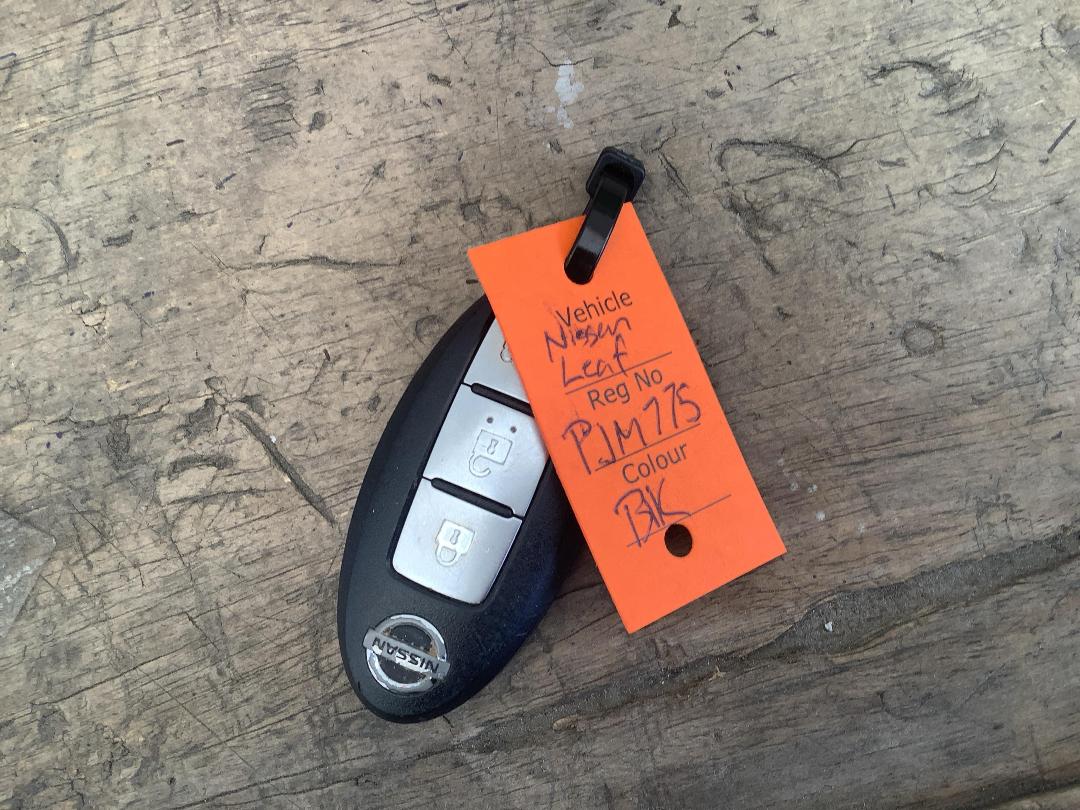 Vehicle
Nissan
Leaf
Reg No
PJM775
Colour
BK
NISSAN